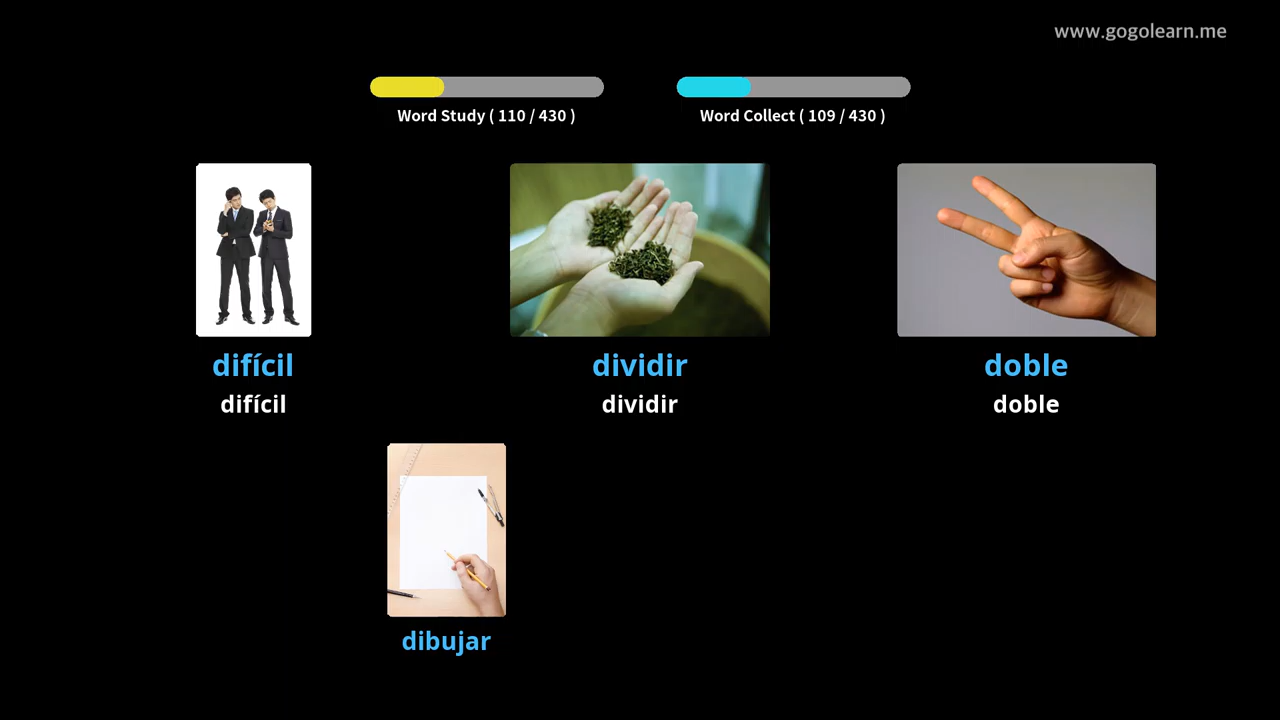 www.gogolearn.me
Word Study ( 110 / 430 )
Word Collect ( 109 / 430 )
difícil
difícil
dividir
dividir
doble
doble
dibujar